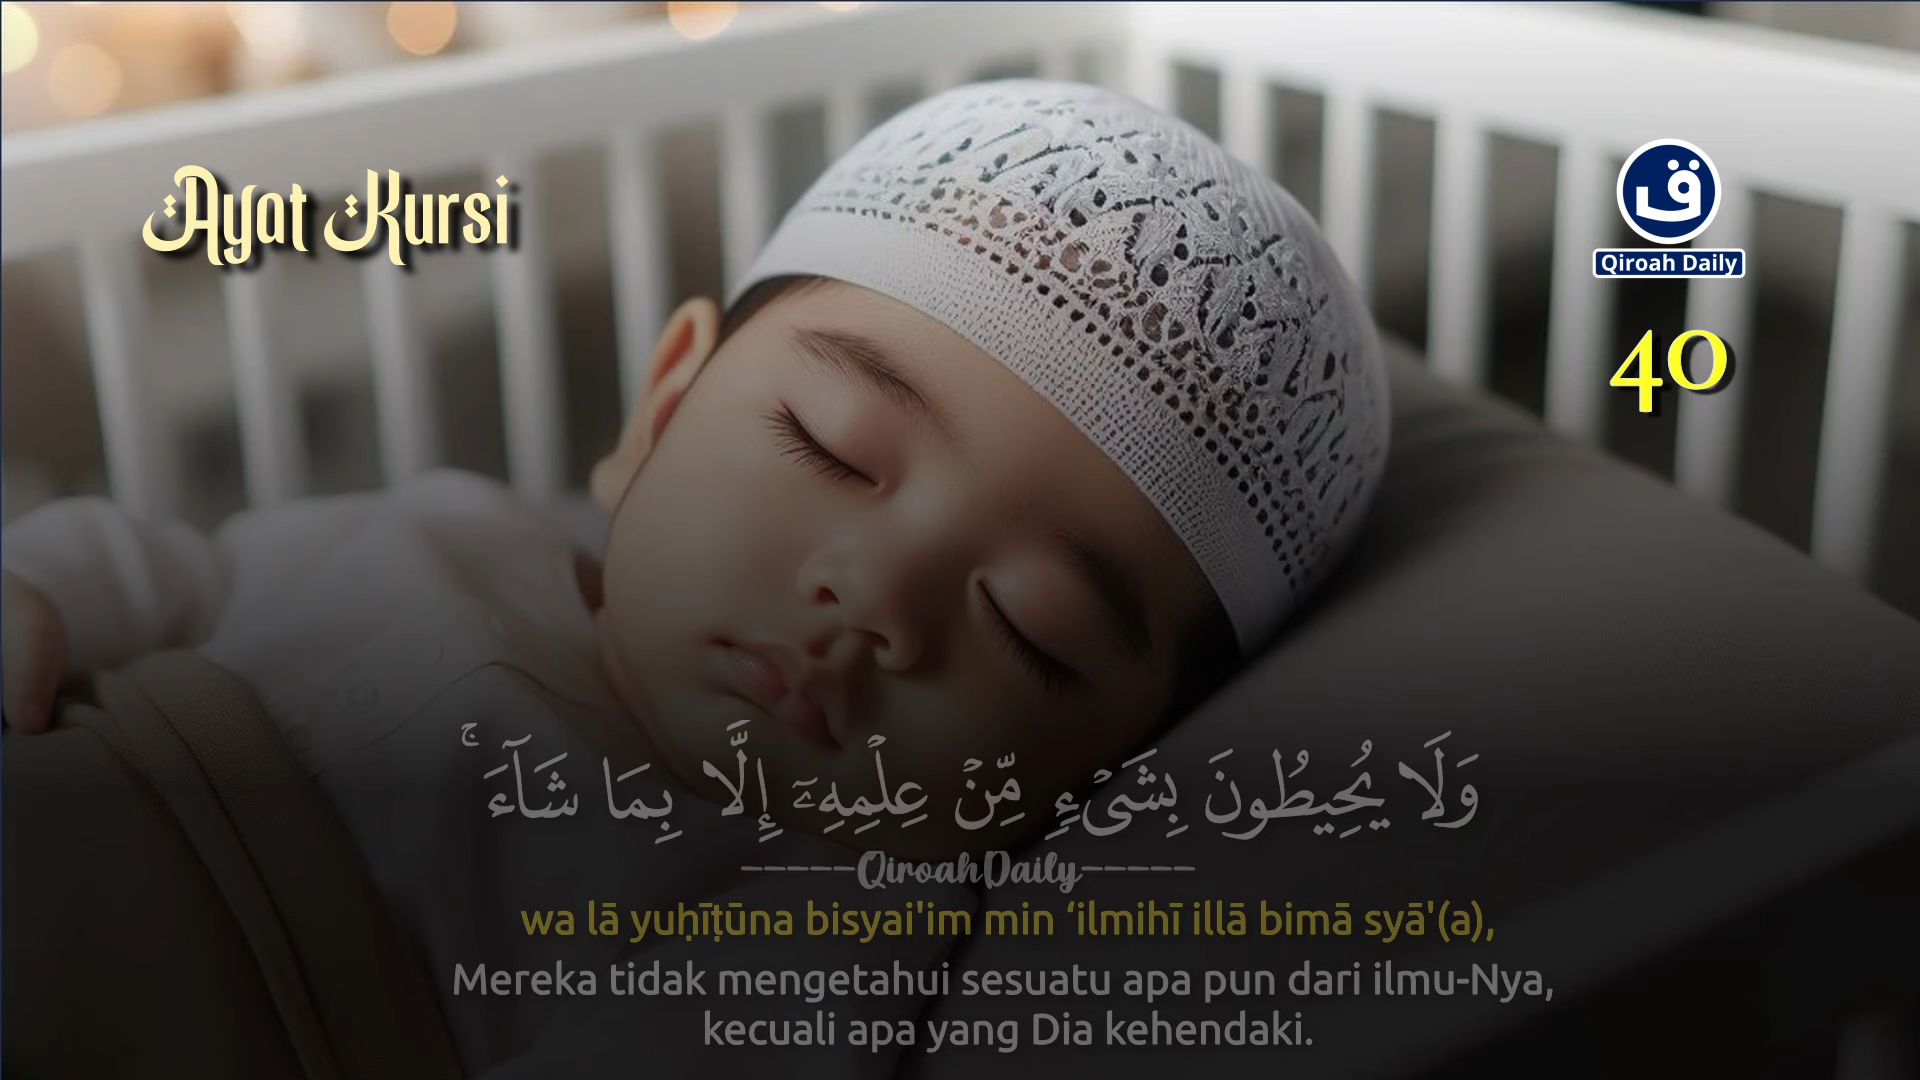 Ayat Kursi
ق
Qiroah Daily
40
وَلَا يُحِيطُونَ بِشَىْءٍ مِّنْ عِلْمِهِۦٓ إِلَّا بِمَا شَآءَ ۚ
-----QiroahDaily-----
wa lā yuḥīṭūna bisyai'im min ‘ilmihī illā bimā syā'(a),
Mereka tidak mengetahui sesuatu apa pun dari ilmu-Nya,
kecuali apa yang Dia kehendaki.